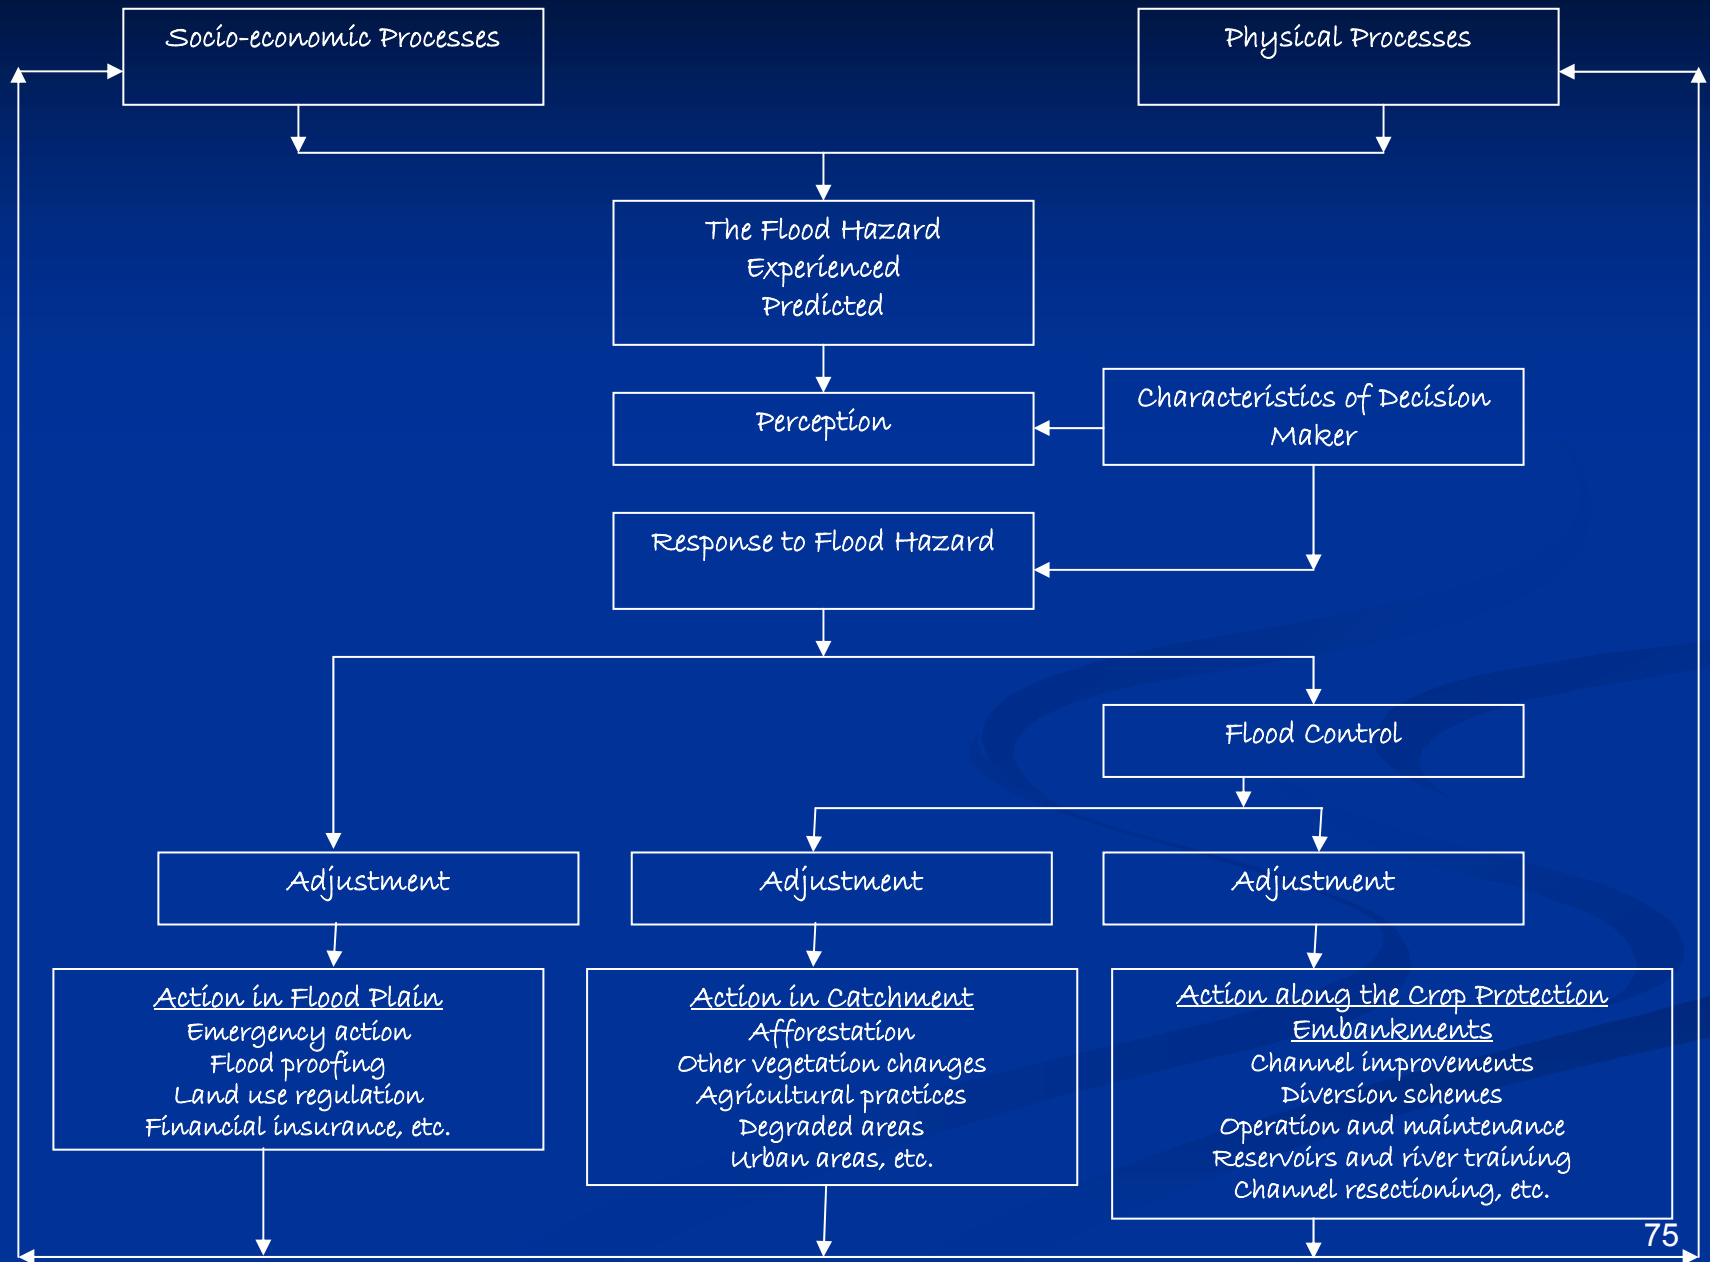 Socio-economic Processes
Physical Processes
The Flood Hazard
Experienced
Predicted
Perception
Characteristics of Decision
Maker
Response to Flood Hazard
Flood Control
Adjustment
Adjustment
Adjustment
Action in Flood Plain
Emergency action
Flood proofing
Land use regulation
Financial insurance, etc.
Action in Catchment
Afforestation
Other vegetation changes
Agricultural practices
Degraded areas
Urban areas, etc.
Action along the Crop Protection
Embankments
Channel improvements
Diversion schemes
Operation and maintenance
Reservoirs and river training
Channel resectioning, etc.
75